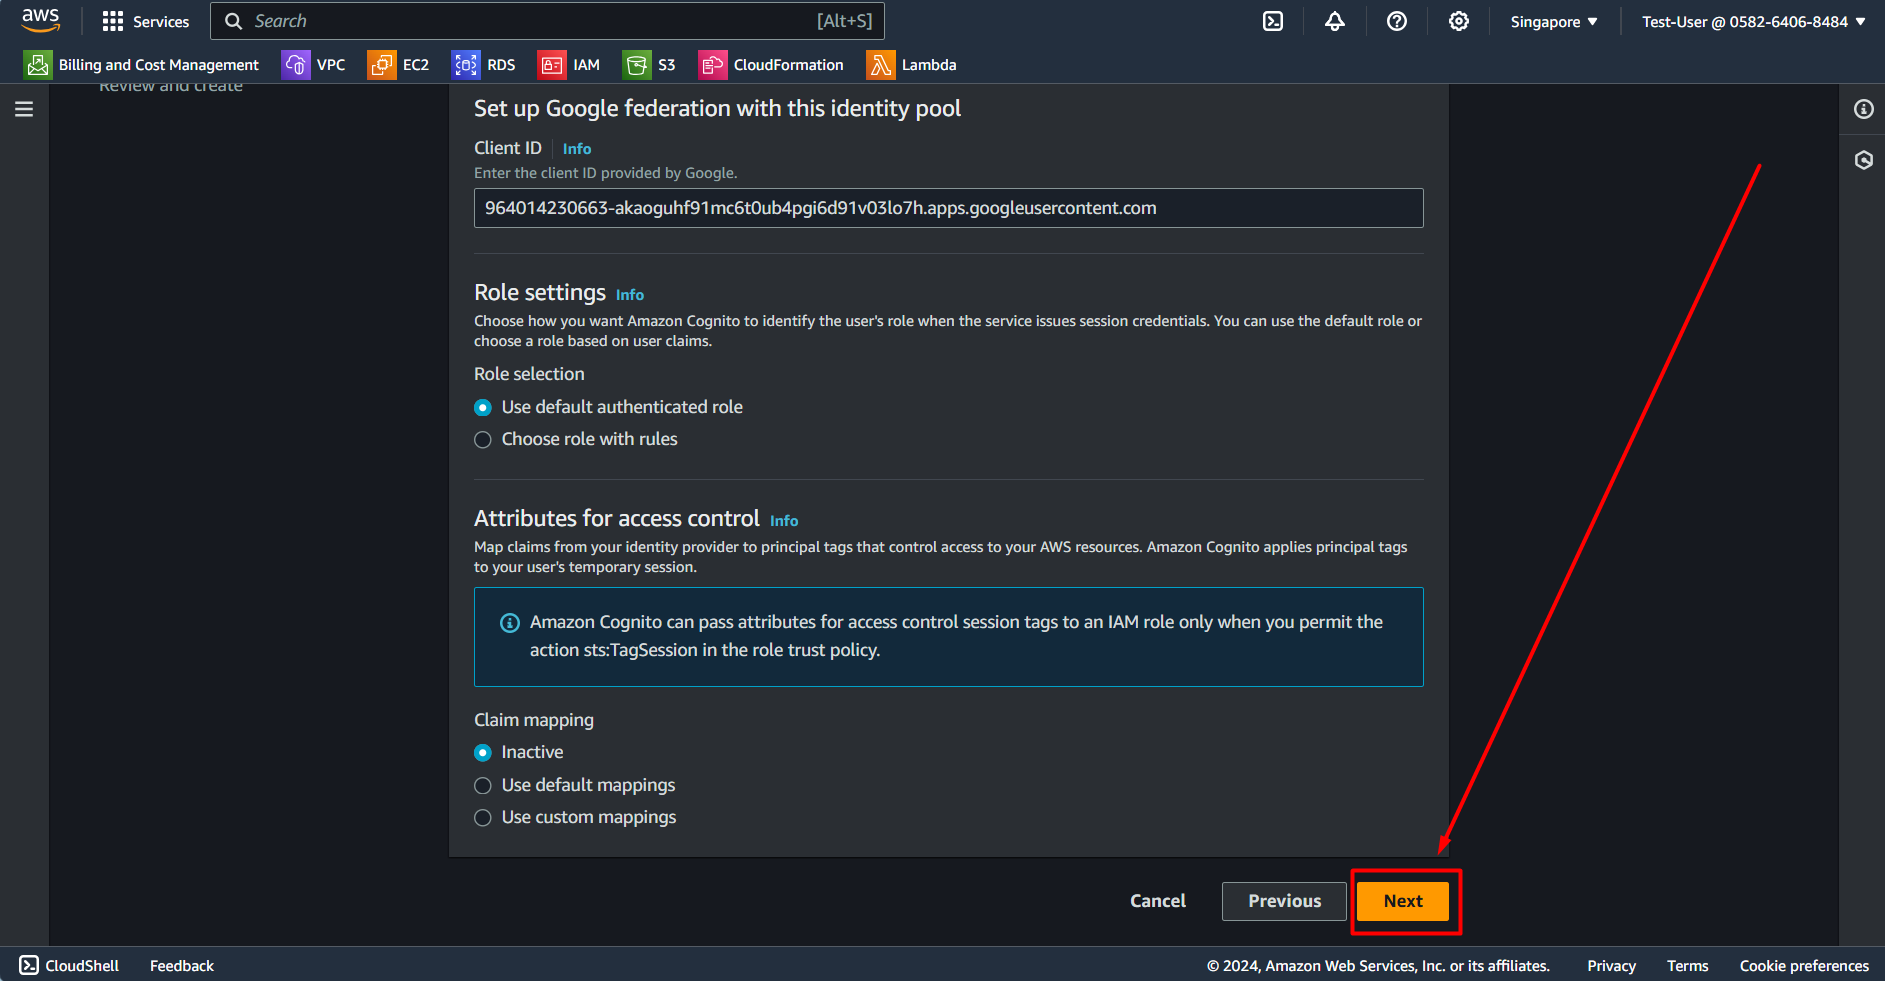 aws
Services
Search
[Alt+S]
Singapore
Test-User @ 0582-6406-8484
Billing and Cost Management
VPC
EC2
RDS
IAM
S3
CloudFormation
Lambda
Review and create
Set up Google federation with this identity pool
Client ID
Info
Enter the client ID provided by Google.
964014230663-akaoguhf91mc6t0ub4pgi6d91v03lo7h.apps.googleusercontent.com
Role settings Info
Choose how you want Amazon Cognito to identify the user's role when the service issues session credentials. You can use the default role or
choose a role based on user claims.
Role selection
Use default authenticated role
Choose role with rules
Attributes for access control Info
Map claims from your identity provider to principal tags that control access to your AWS resources. Amazon Cognito applies principal tags
to your user's temporary session.
Amazon Cognito can pass attributes for access control session tags to an IAM role only when you permit the
action sts:TagSession in the role trust policy.
Claim mapping
Inactive
Use default mappings
Use custom mappings
Cancel
Previous
Next
CloudShell
Feedback
© 2024, Amazon Web Services, Inc. or its affiliates.
Privacy
Terms
Cookie preferences